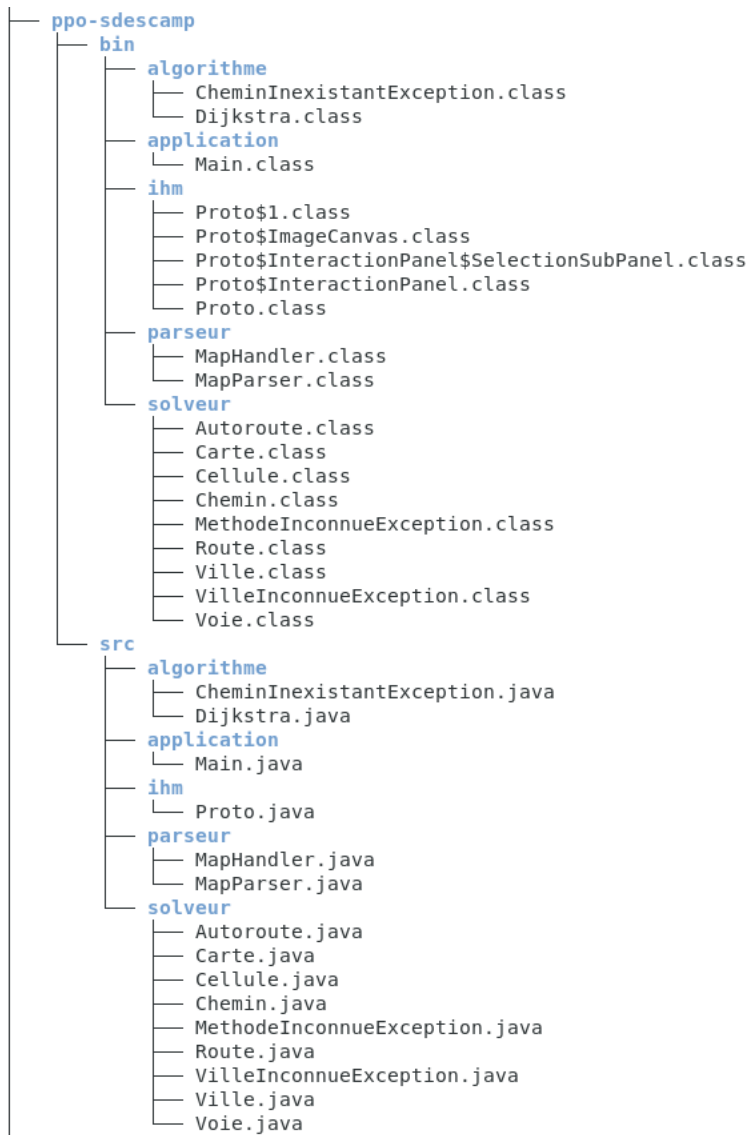 ppo-sdescamp
bin
algorithme
CheminInexistantException.class
Dijkstra.class
application
Main.class
ihm
Proto$1.class
Proto$ImageCanvas.class
Proto$InteractionPanel$SelectionSubPanel.class
Proto$InteractionPanel.class
Proto.class
parseur
MapHandler.class
MapParser.class
solveur
Autoroute.class
Carte.class
Cellule.class
Chemin.class
MethodeInconnueException.class
Route.class
Ville.class
VilleInconnueException.class
Voie.class
src
algorithme
CheminInexistantException.java
Dijkstra.java
application
Main.java
ihm
Proto.java
parseur
MapHandler.java
MapParser.java
solveur
Autoroute.java
Carte.java
Cellule.java
Chemin.java
MethodeInconnueException.java
Route.java
VilleInconnueException.java
Ville.java
Voie.java